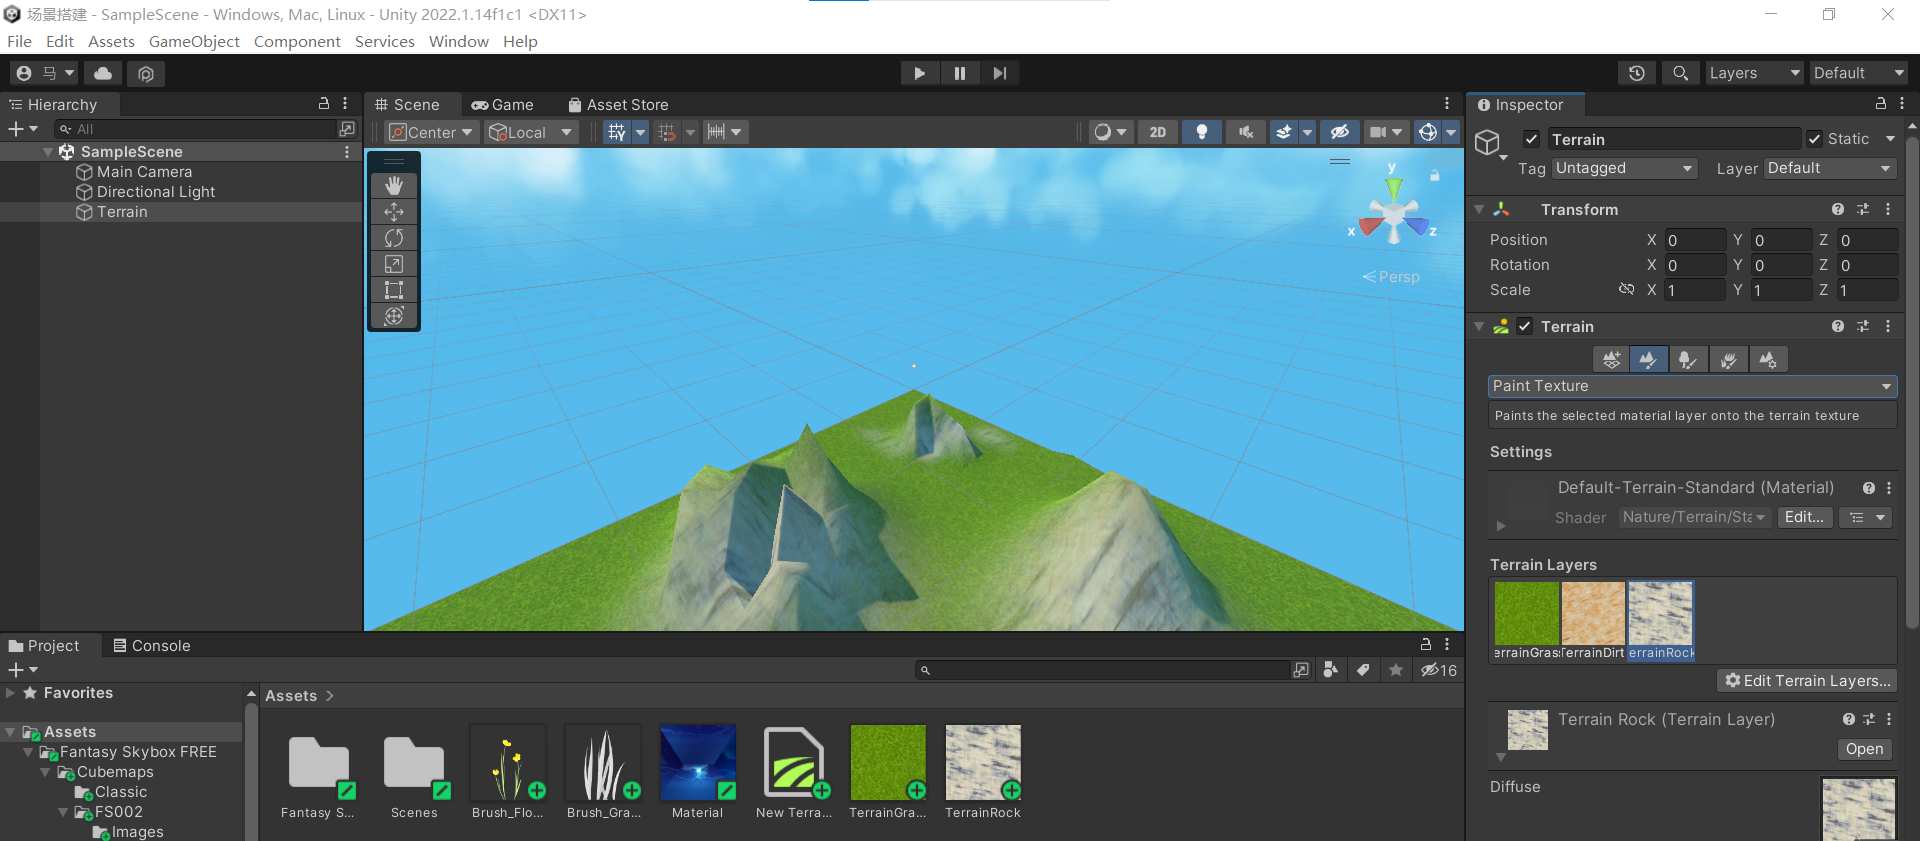 场景搭建 - SampleScene - Windows, Mac, Linux - Unity 2022.1.14f1c1 <DX11>
File Edit Assets GameObject Component Services Window Help
马 Layers Default
Hierarchy
All
SampleScene
Main Camera
Directional Light
Terrain
Scene Game Asset Store
Center Local 2D
y
x z
Persp
Inspector
Terrain Static
Tag Untagged Layer Default
Transform
Position X 0 Y 0 Z 0
Rotation X 0 Y 0 Z 0
Scale X 1 Y 1 Z 1
Terrain
Paint Texture
Paints the selected material layer onto the terrain texture
Settings
Default-Terrain-Standard (Material)
Shader Nature/Terrain/Sta Edit...
Terrain Layers
errainGras TerrainDirt errainRock
Edit Terrain Layers...
Terrain Rock (Terrain Layer)
Open
Diffuse
Project Console
16
Favorites
Assets
Fantasy Skybox FREE
Cubemaps
Classic
FS002
Images
Assets >
Fantasy S... Scenes Brush_Flo... Brush_Gra... Material New Terra... TerrainGra... TerrainRock